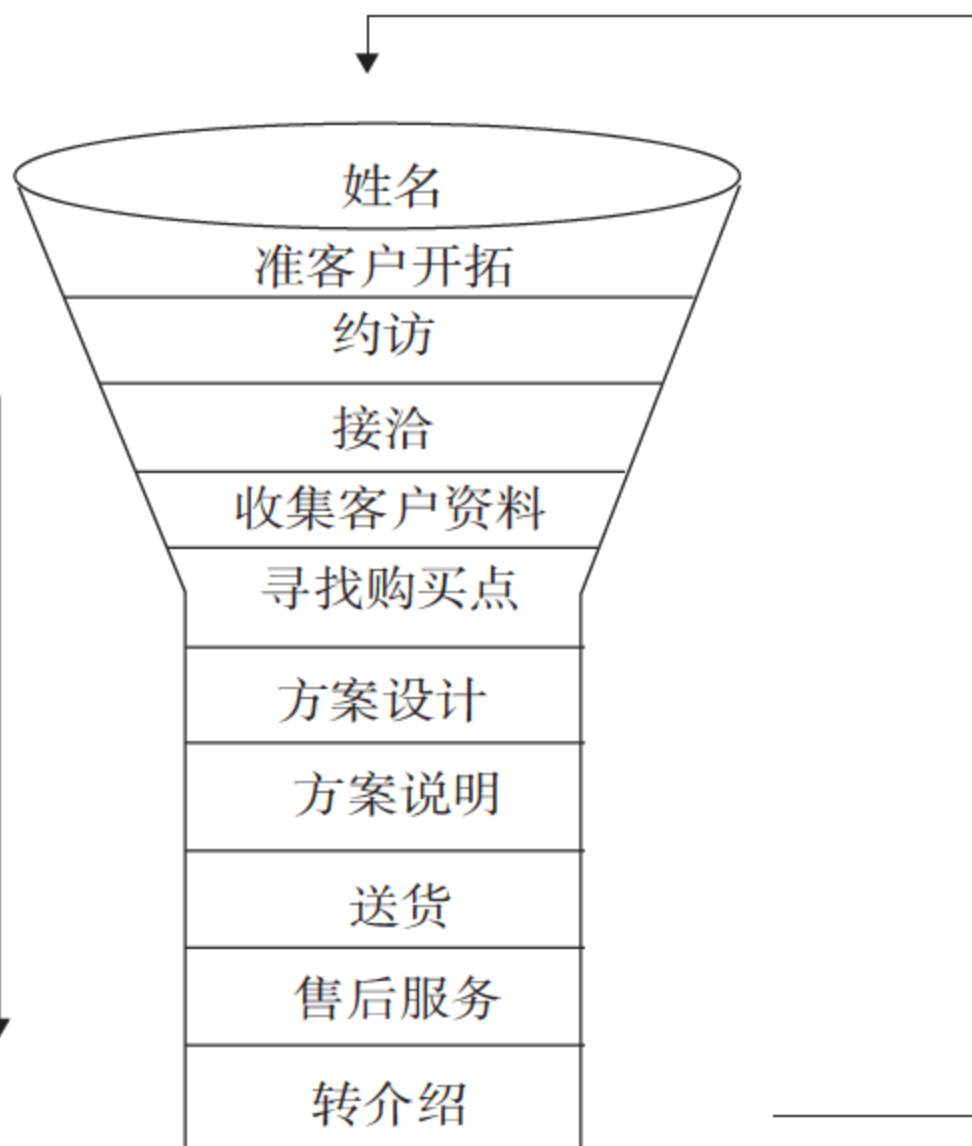 姓名
准客户开拓
约访
接洽
收集客户资料
寻找购买点
方案设计
方案说明
送货
售后服务
转介绍